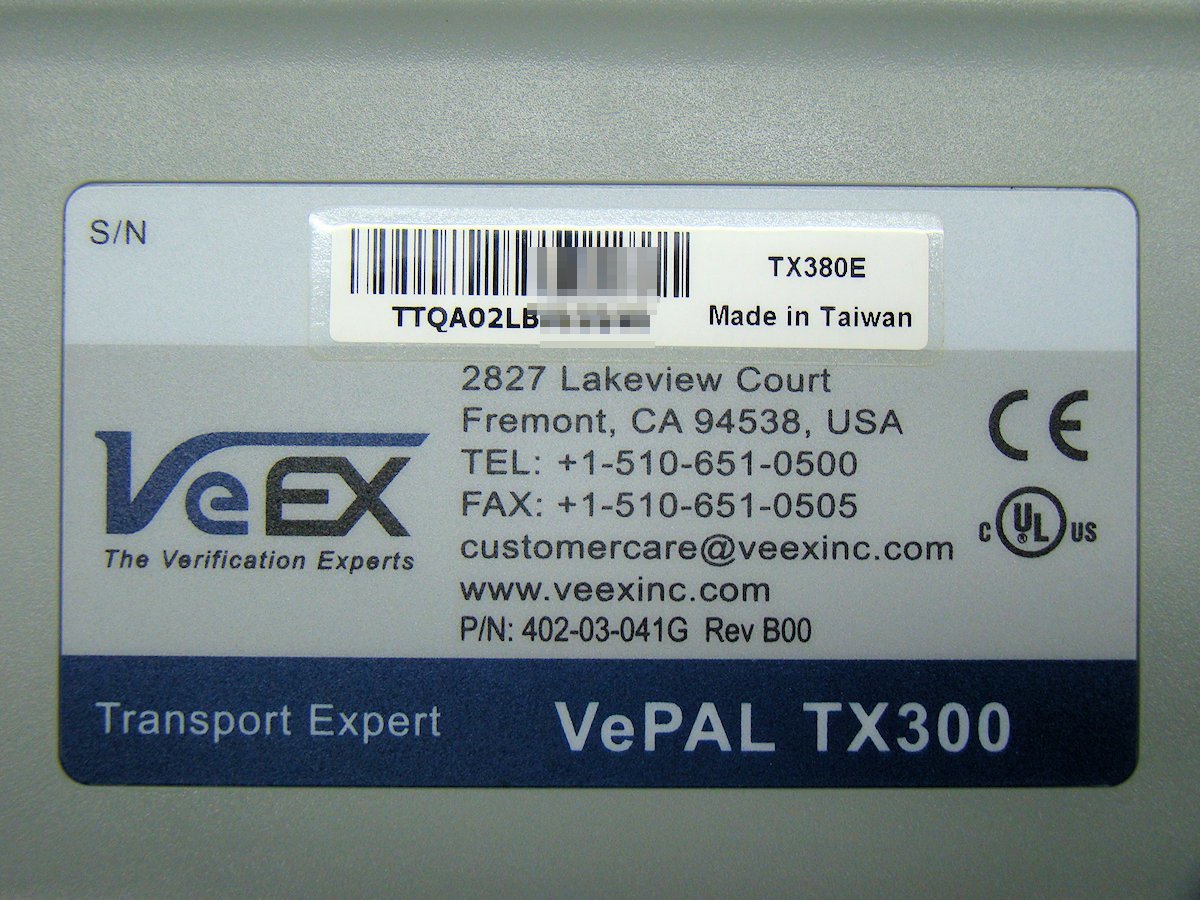 S/N
TX380E
TTQA02LB
Made in Taiwan
2827 Lakeview Court
Fremont, CA 94538, USA
TEL: +1-510-651-0500
FAX: +1-510-651-0505
customercare@veexinc.com
www.veexinc.com
P/N: 402-03-041G Rev B00
VeEX
The Verification Experts
CE
C UL ® US
Transport Expert
VePAL TX300